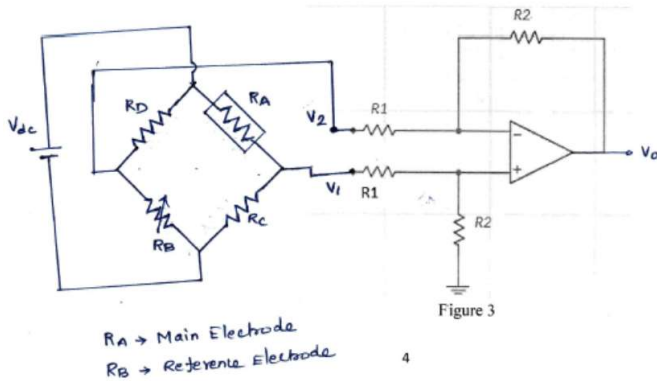 R2
RD
RA
Vdc
V2
R1
V0
V1
R1
RB
RC
R2
Figure 3
RA → Main Electrode
RB → Reference Electrode
4